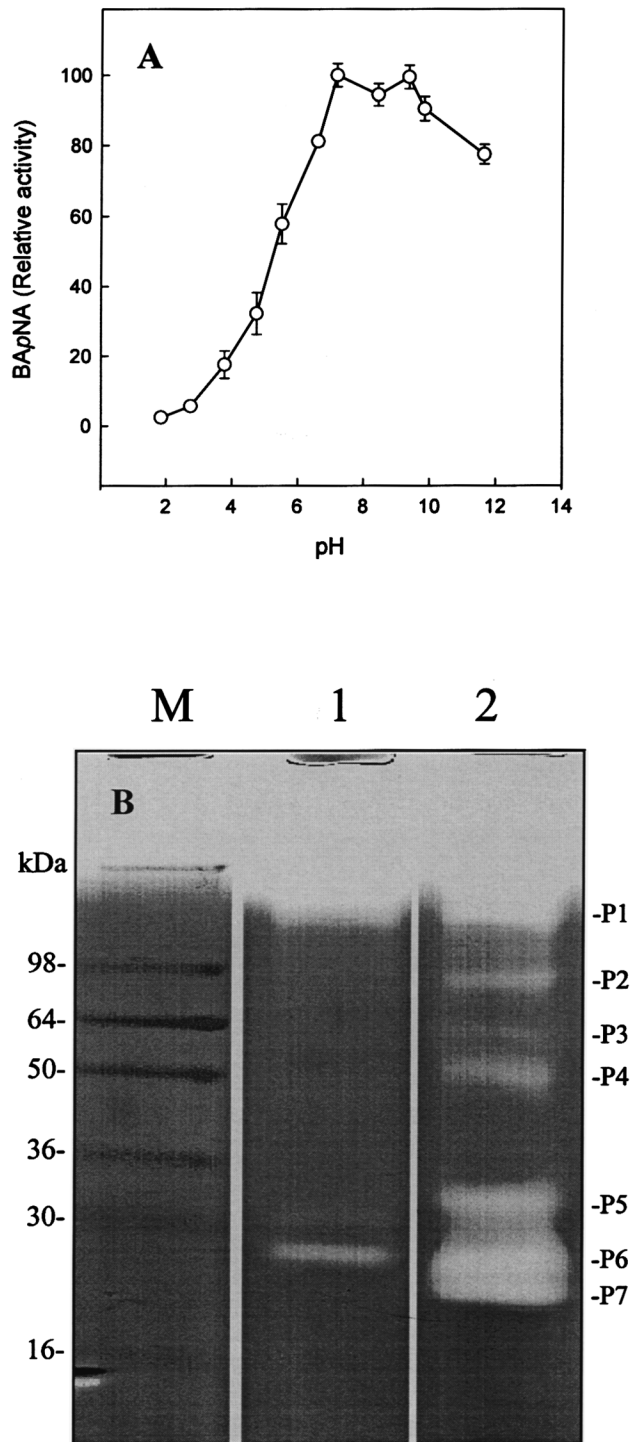 A
BApNA (Relative activity)
100
80
60
40
20
0
2 4 6 8 10 12 14
pH
M 1 2
B
kDa
98-
64-
50-
36-
30-
16-
-P1
-P2
-P3
-P4
-P5
-P6
-P7